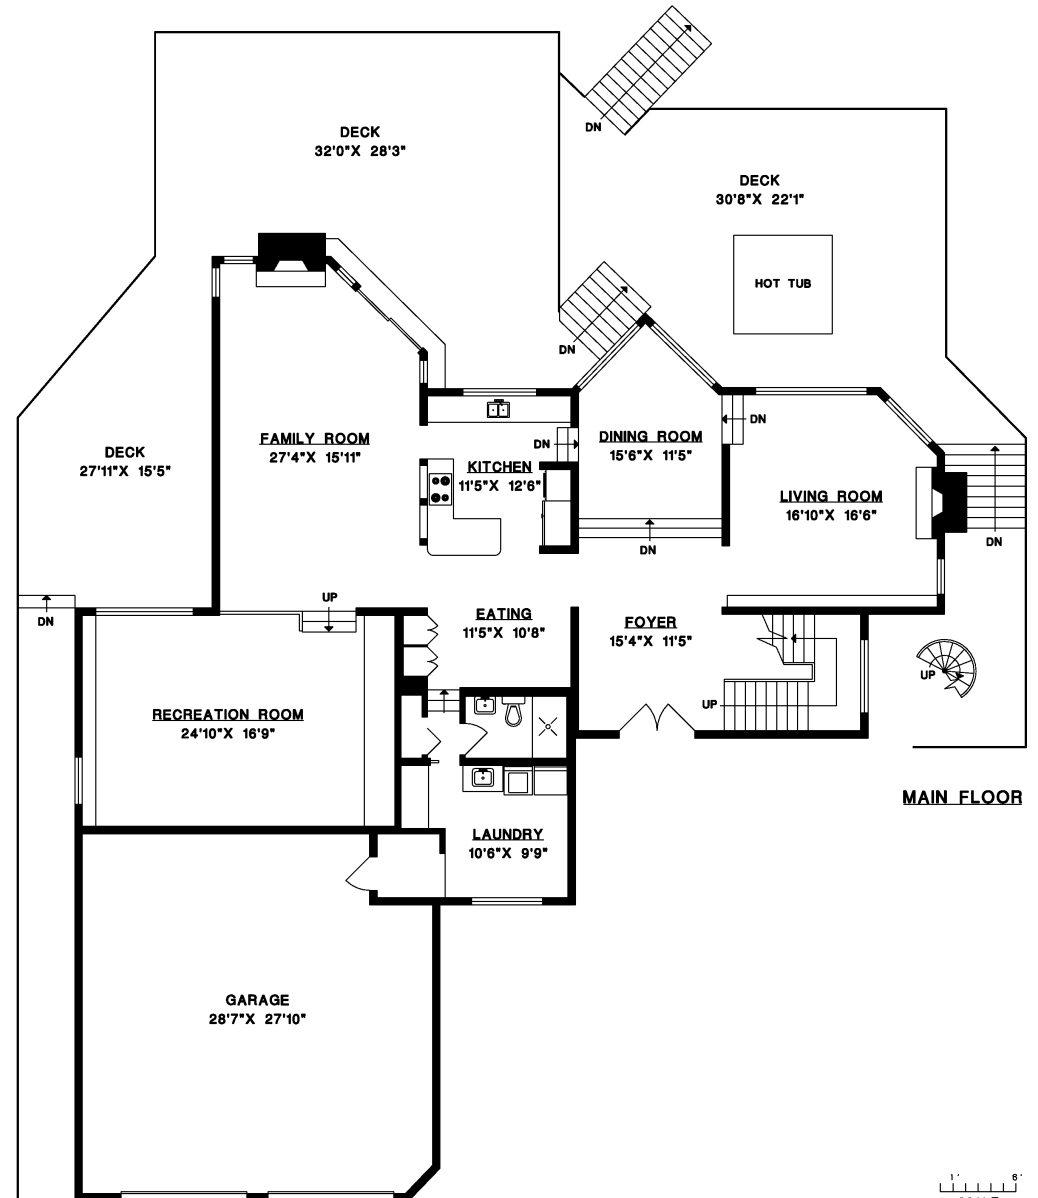 DN
DECK
32'0"X 28'3"
DECK
30'8"X 22'1"
HOT TUB
DN
DN
FAMILY ROOM
27'4"X 15'11"
DN
DINING ROOM
15'6"X 11'5"
DECK
27'11"X 15'5"
KITCHEN
11'5"X 12'6"
LIVING ROOM
16'10"X 16'6"
DN
DN
UP
DN
EATING
11'5"X 10'8"
FOYER
15'4"X 11'5"
UP
UP
RECREATION ROOM
24'10"X 16'9"
MAIN FLOOR
LAUNDRY
10'6"X 9'9"
GARAGE
28'7"X 27'10"
1' 6'